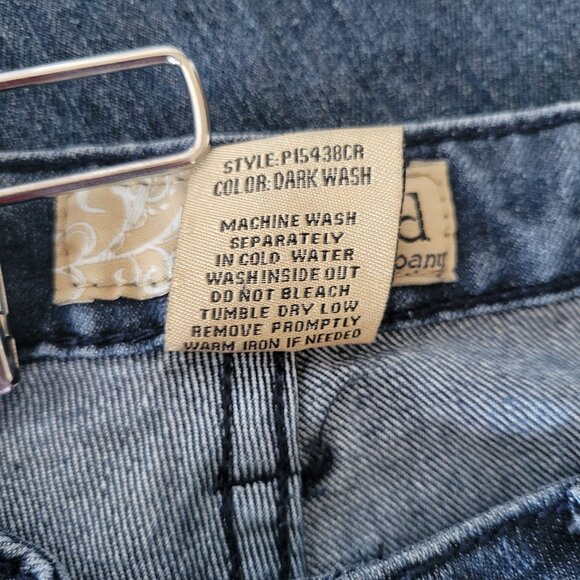 STYLE:P15438CR
COLOR: DARK WASH
MACHINE WASH
SEPARATELY
IN COLD WATER
WASH INSIDE OUT
DO NOT BLEACH
TUMBLE DRY LOW
REMOVE PROMPTLY
WARM IRON IF NEEDED
d
pany